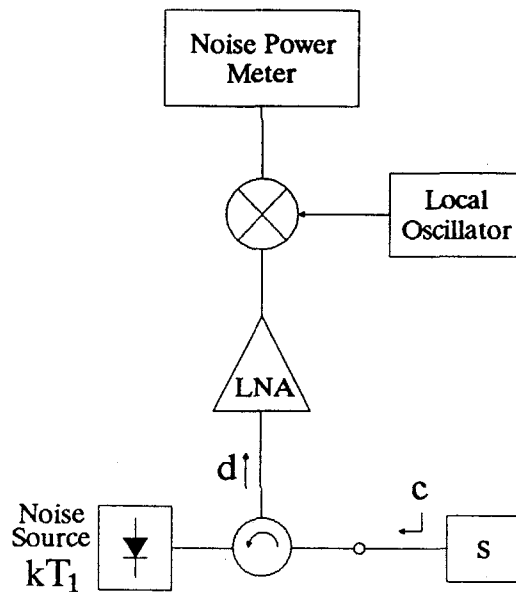 Noise Power
Meter
Local
Oscillator
LNA
d
c
Noise
Source
kT₁
s